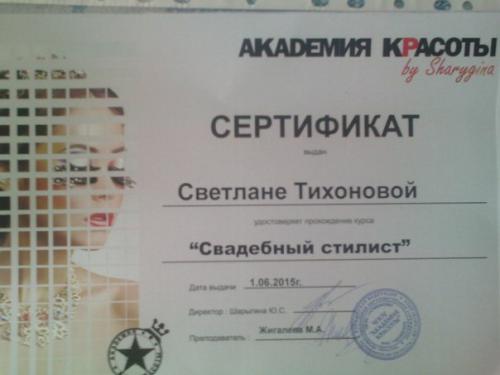 АКАDЕМИЯ КРАСОТЫ
by Sharygina
СЕРТИФИКАТ
выдан
Светлане Тихоновой
удостоверяет прохождение курса
“Свадебный стилист”
Дата выдачи 1.06.2015г.
Директор : Шарыгина Ю.С.
Преподаватель : Жигалева М.А.